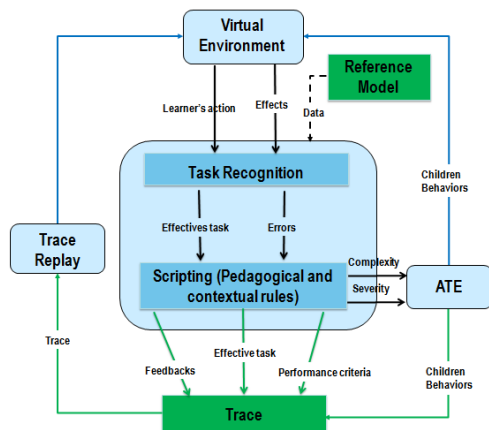 Virtual
Environment
Reference
Model
Learner's action
Effects
Data
Task Recognition
Children
Behaviors
Effectives task
Errors
Trace
Replay
Scripting (Pedagogical and
contextual rules)
Complexity
Severity
ATE
Trace
Feedbacks
Effective task
Performance criteria
Children
Behaviors
Trace